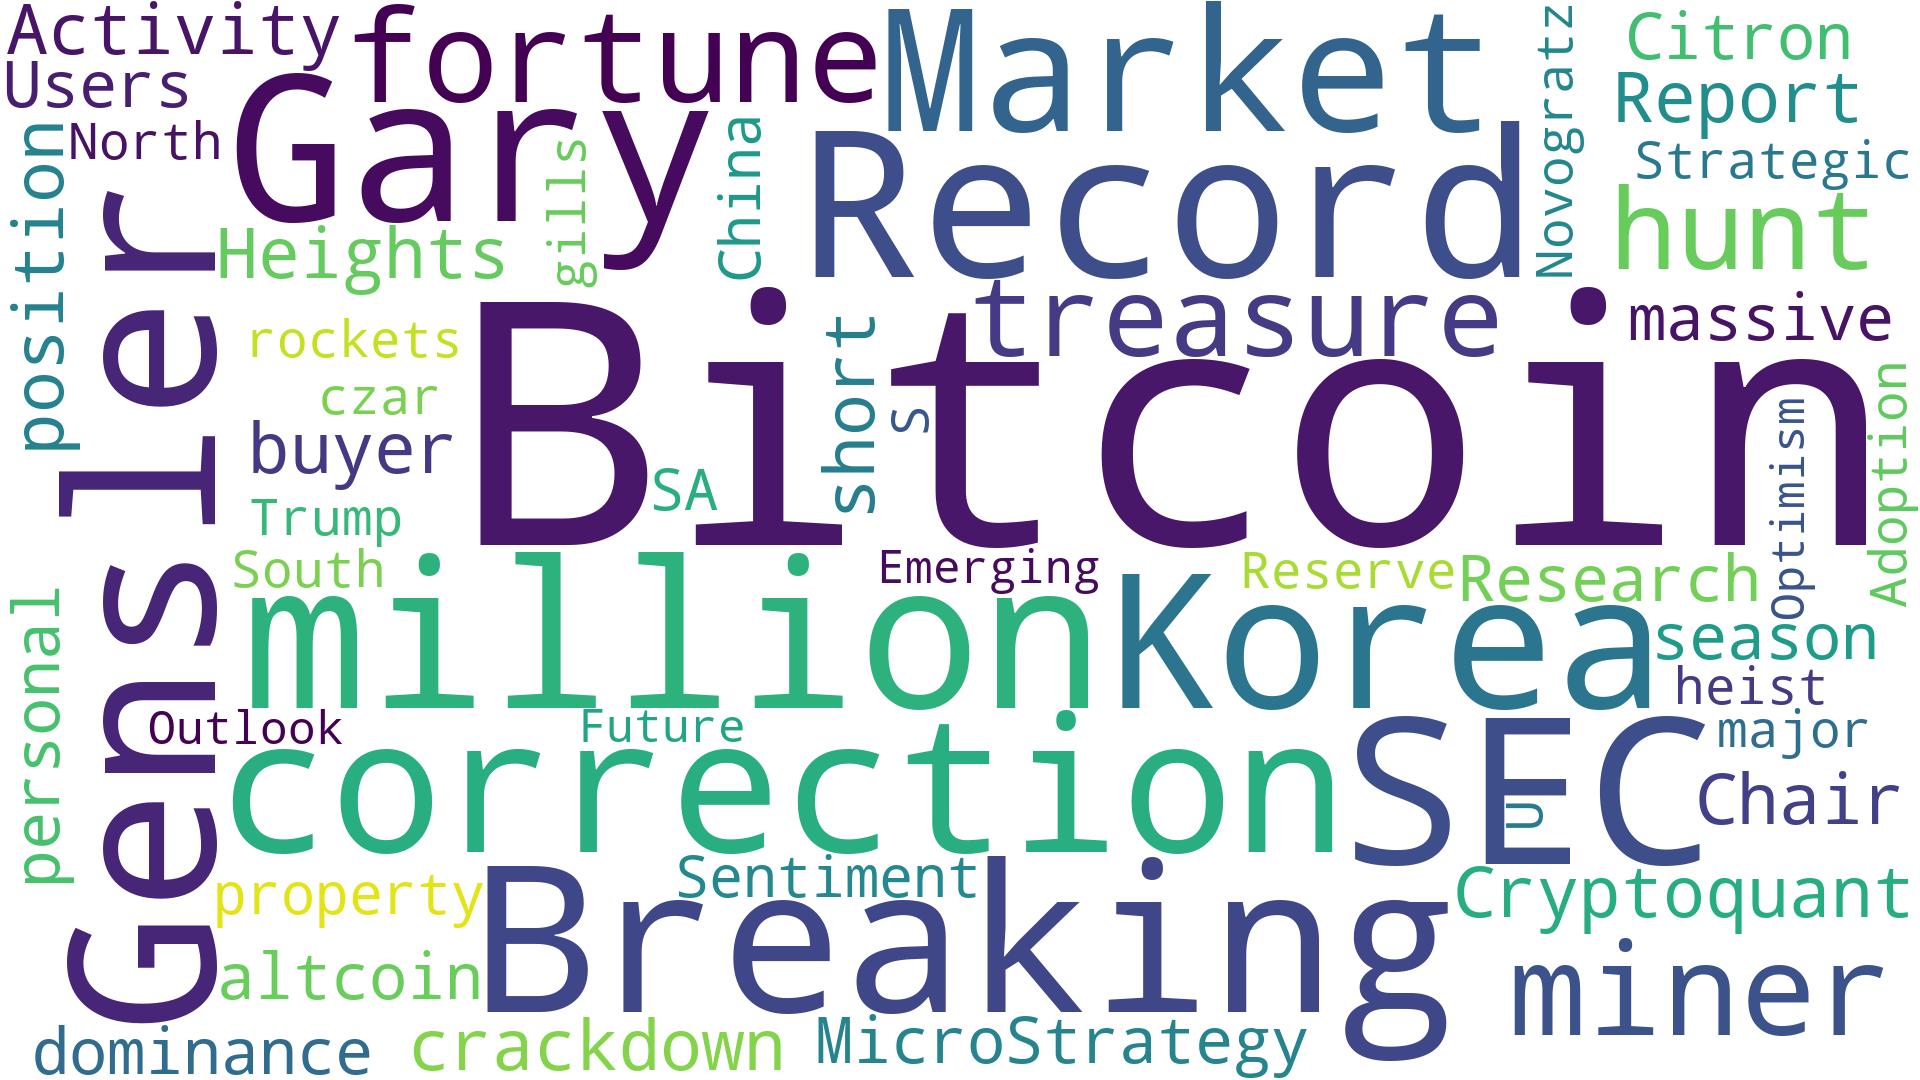 Activity
fortune
Market
Novogratz
Citron
Users
Gary
Report
North
China
Record
Strategic
position
gills
hunt
Gensler
Heights
treasure
massive
rockets
Bitcoin
short
czar
S
Optimism
Adoption
buyer
SA
Trump
South
million
Emerging
Korea
Reserve
Research
season
personal
heist
Outlook
Future
major
correction
SEC
U
Chair
Breaking
Sentiment
property
Cryptoquant
altcoin
miner
dominance
crackdown
MicroStrategy